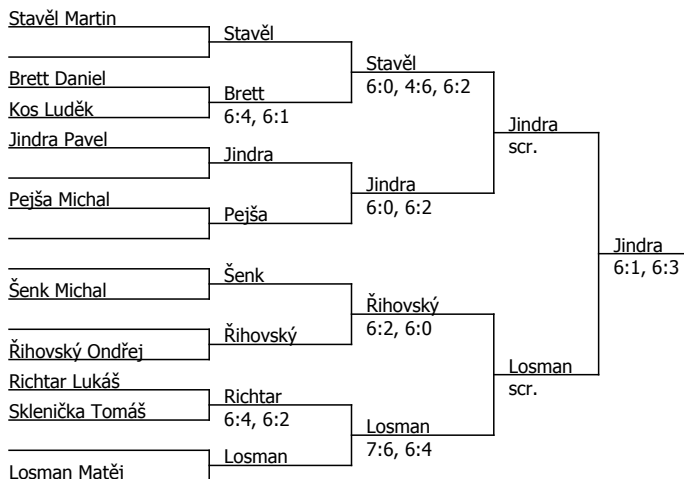 Stavěl Martin
Stavěl
Stavěl
6:0, 4:6, 6:2
Brett Daniel
Brett
6:4, 6:1
Kos Luděk
Jindra
scr.
Jindra Pavel
Jindra
Jindra
6:0, 6:2
Pejša Michal
Pejša
Jindra
6:1, 6:3
Šenk
Šenk Michal
Řihovský
6:2, 6:0
Řihovský
Řihovský Ondřej
Losman
scr.
Richtar Lukáš
Richtar
6:4, 6:2
Sklenička Tomáš
Losman
7:6, 6:4
Losman
Losman Matěj